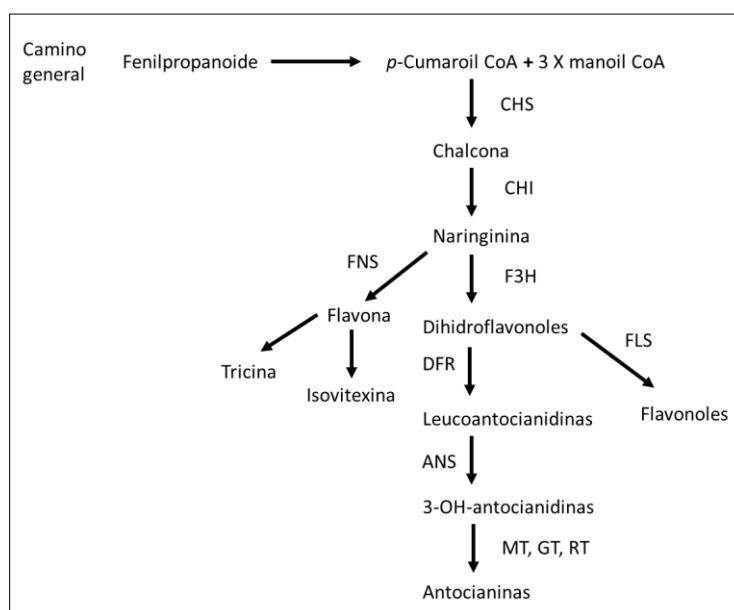 Camino
general
Fenilpropanoide
p-Cumaroil CoA + 3 X manoil CoA
CHS
Chalcona
CHI
Naringinina
FNS
F3H
Flavona
Dihidroflavonoles
FLS
Tricina
DFR
Isovitexina
Leucoantocianidinas
Flavonoles
ANS
3-OH-antocianidinas
MT, GT, RT
Antocianinas